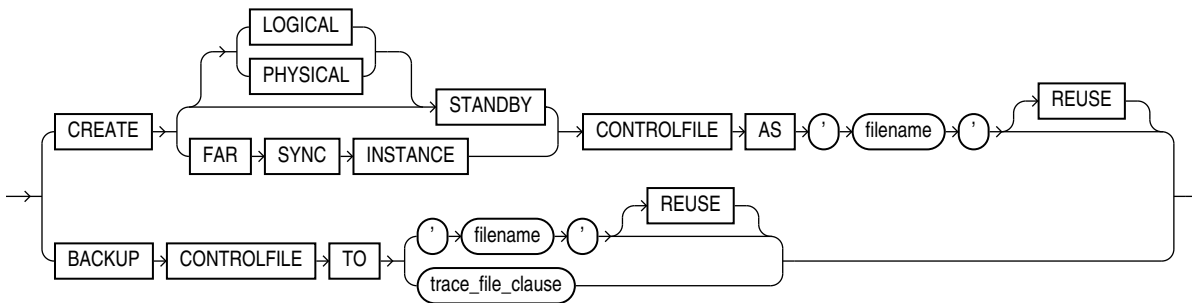 LOGICAL
PHYSICAL
REUSE
CREATE STANDBY CONTROLFILE AS ' filename '
FAR SYNC INSTANCE
REUSE
BACKUP CONTROLFILE TO ' filename '
trace_file_clause